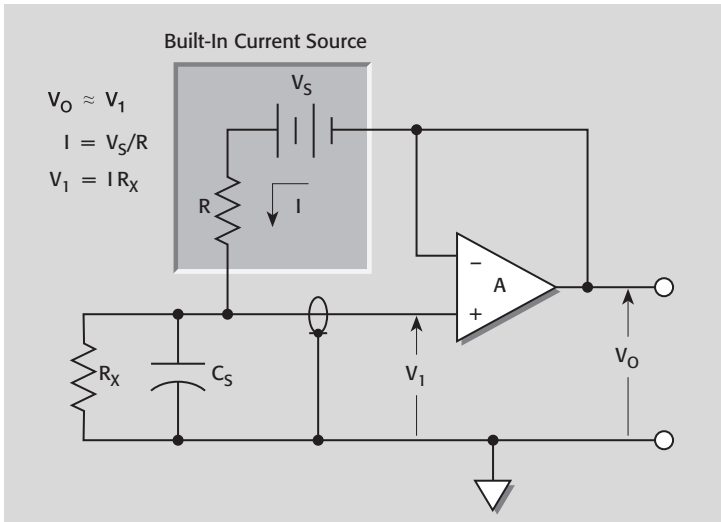 Built-In Current Source
V_O ≈ V_1
I = V_S/R
V_1 = I R_X
V_S
R
I
−
A
+
R_X
C_S
V_1
V_O